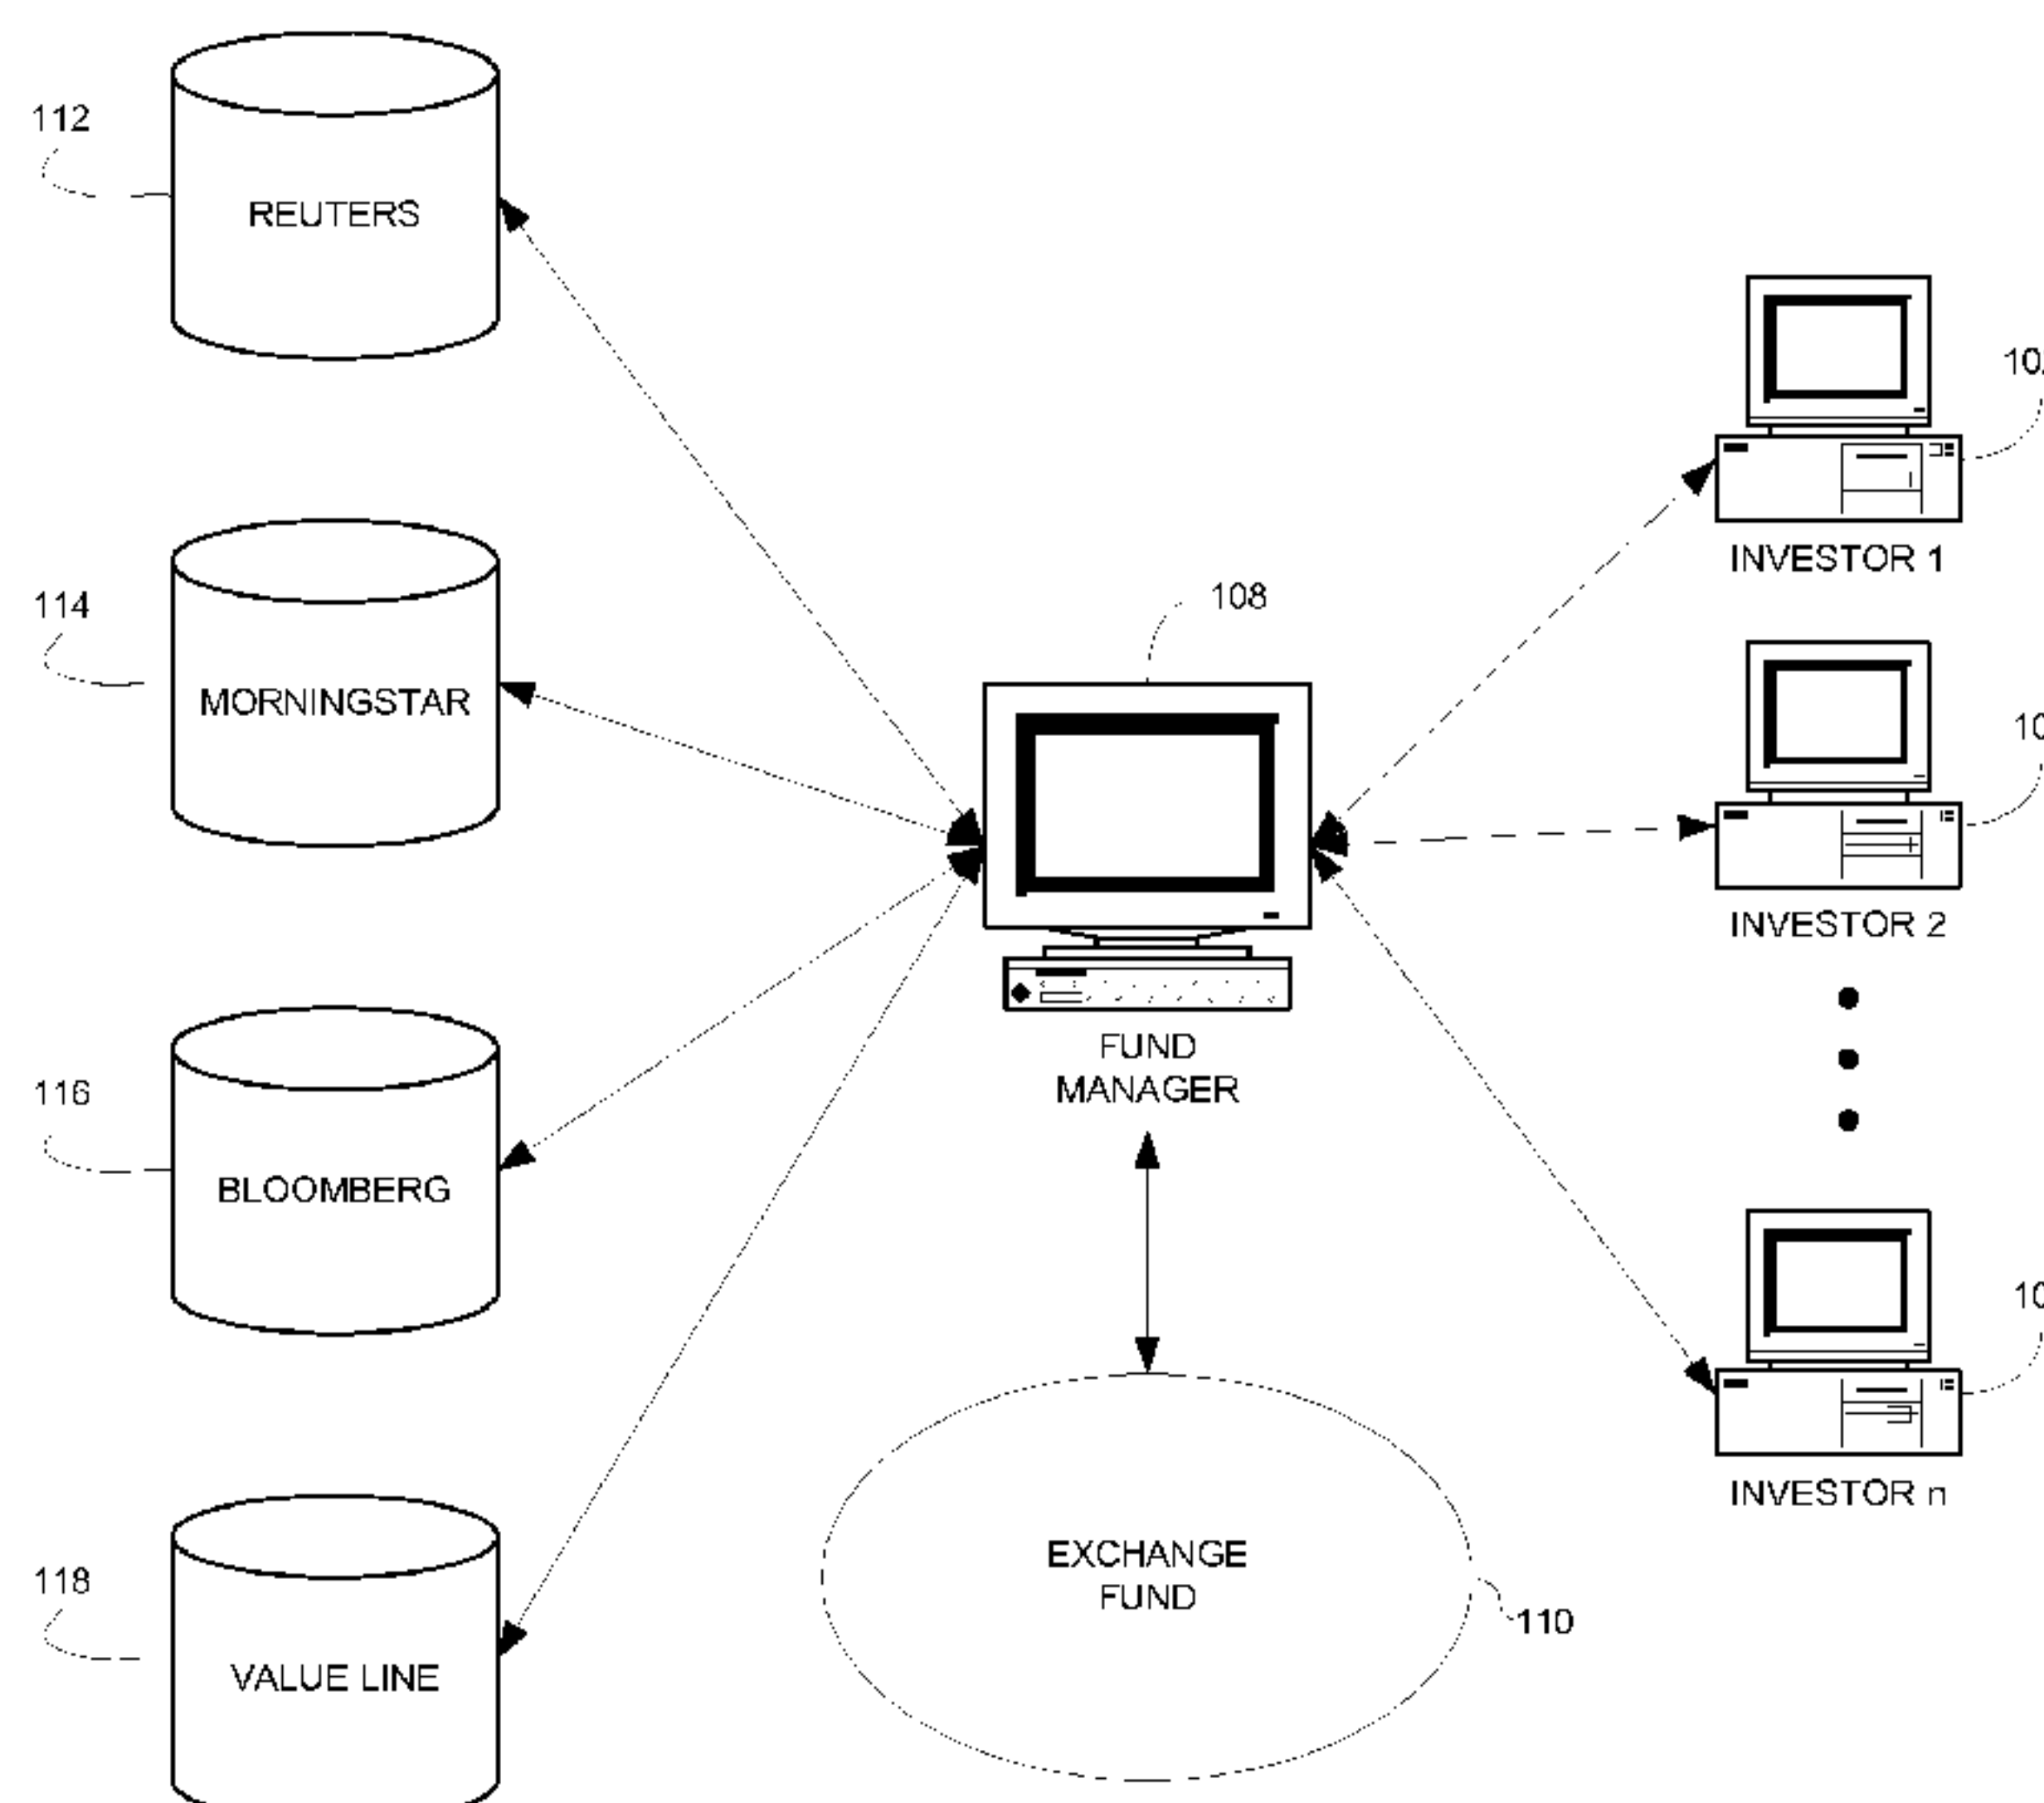 112
REUTERS
114
MORNINGSTAR
116
BLOOMBERG
118
VALUE LINE
108
FUND
MANAGER
EXCHANGE
FUND
110
INVESTOR 1
INVESTOR 2
INVESTOR n